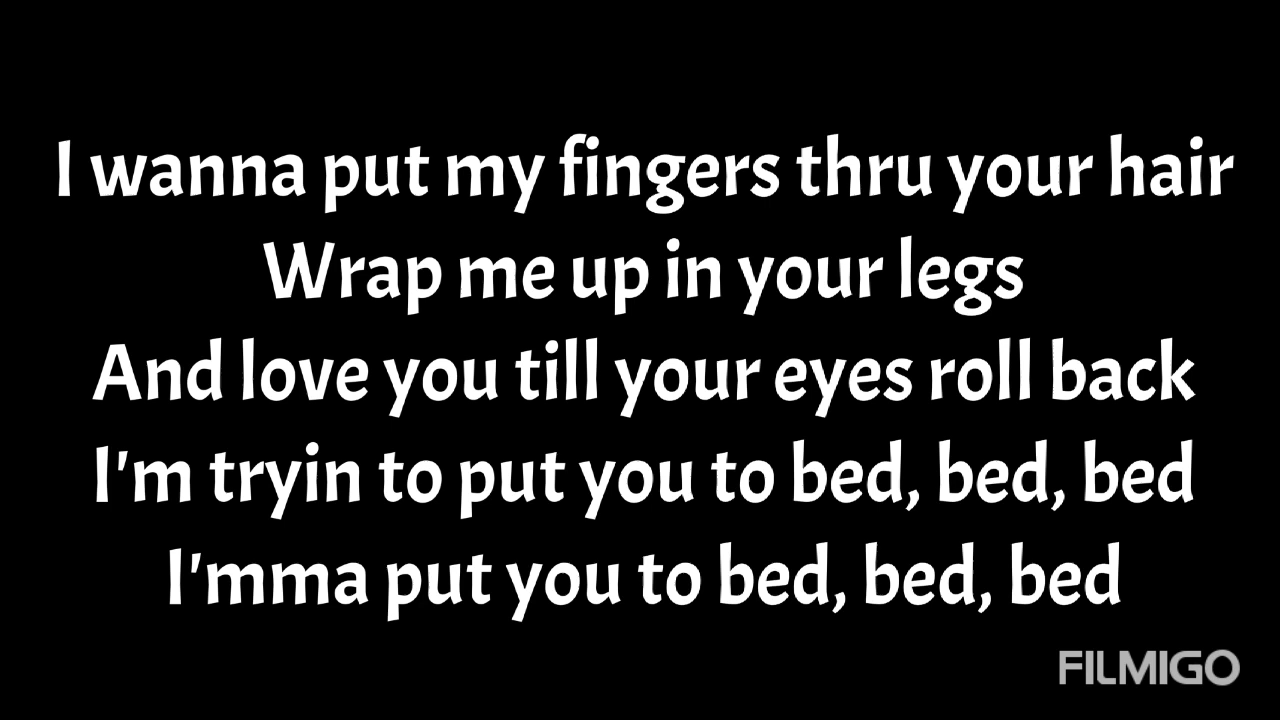 I wanna put my fingers thru your hair
Wrap me up in your legs
And love you till your eyes roll back
I'm tryin to put you to bed, bed, bed
I'mma put you to bed, bed, bed
FILMIGO